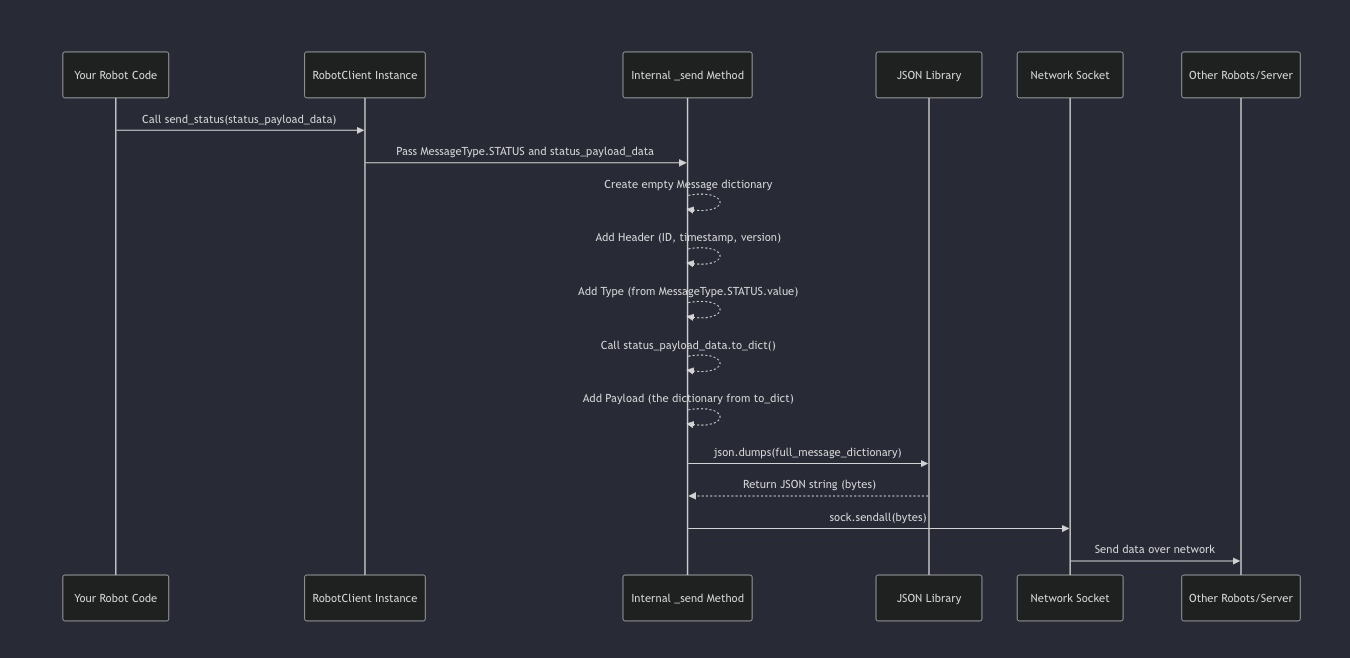 Your Robot Code
RobotClient Instance
Internal _send Method
JSON Library
Network Socket
Other Robots/Server
Call send_status(status_payload_data)
Pass MessageType.STATUS and status_payload_data
Create empty Message dictionary
Add Header (ID, timestamp, version)
Add Type (from MessageType.STATUS.value)
Call status_payload_data.to_dict()
Add Payload (the dictionary from to_dict)
json.dumps(full_message_dictionary)
Return JSON string (bytes)
sock.sendall(bytes)
Send data over network
Your Robot Code
RobotClient Instance
Internal _send Method
JSON Library
Network Socket
Other Robots/Server